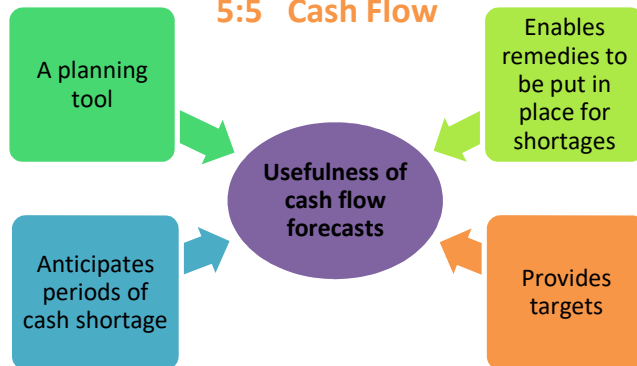 5:5 Cash Flow
A planning
tool
Enables
remedies to
be put in
place for
shortages
Usefulness of
cash flow
forecasts
Anticipates
periods of
cash shortage
Provides
targets